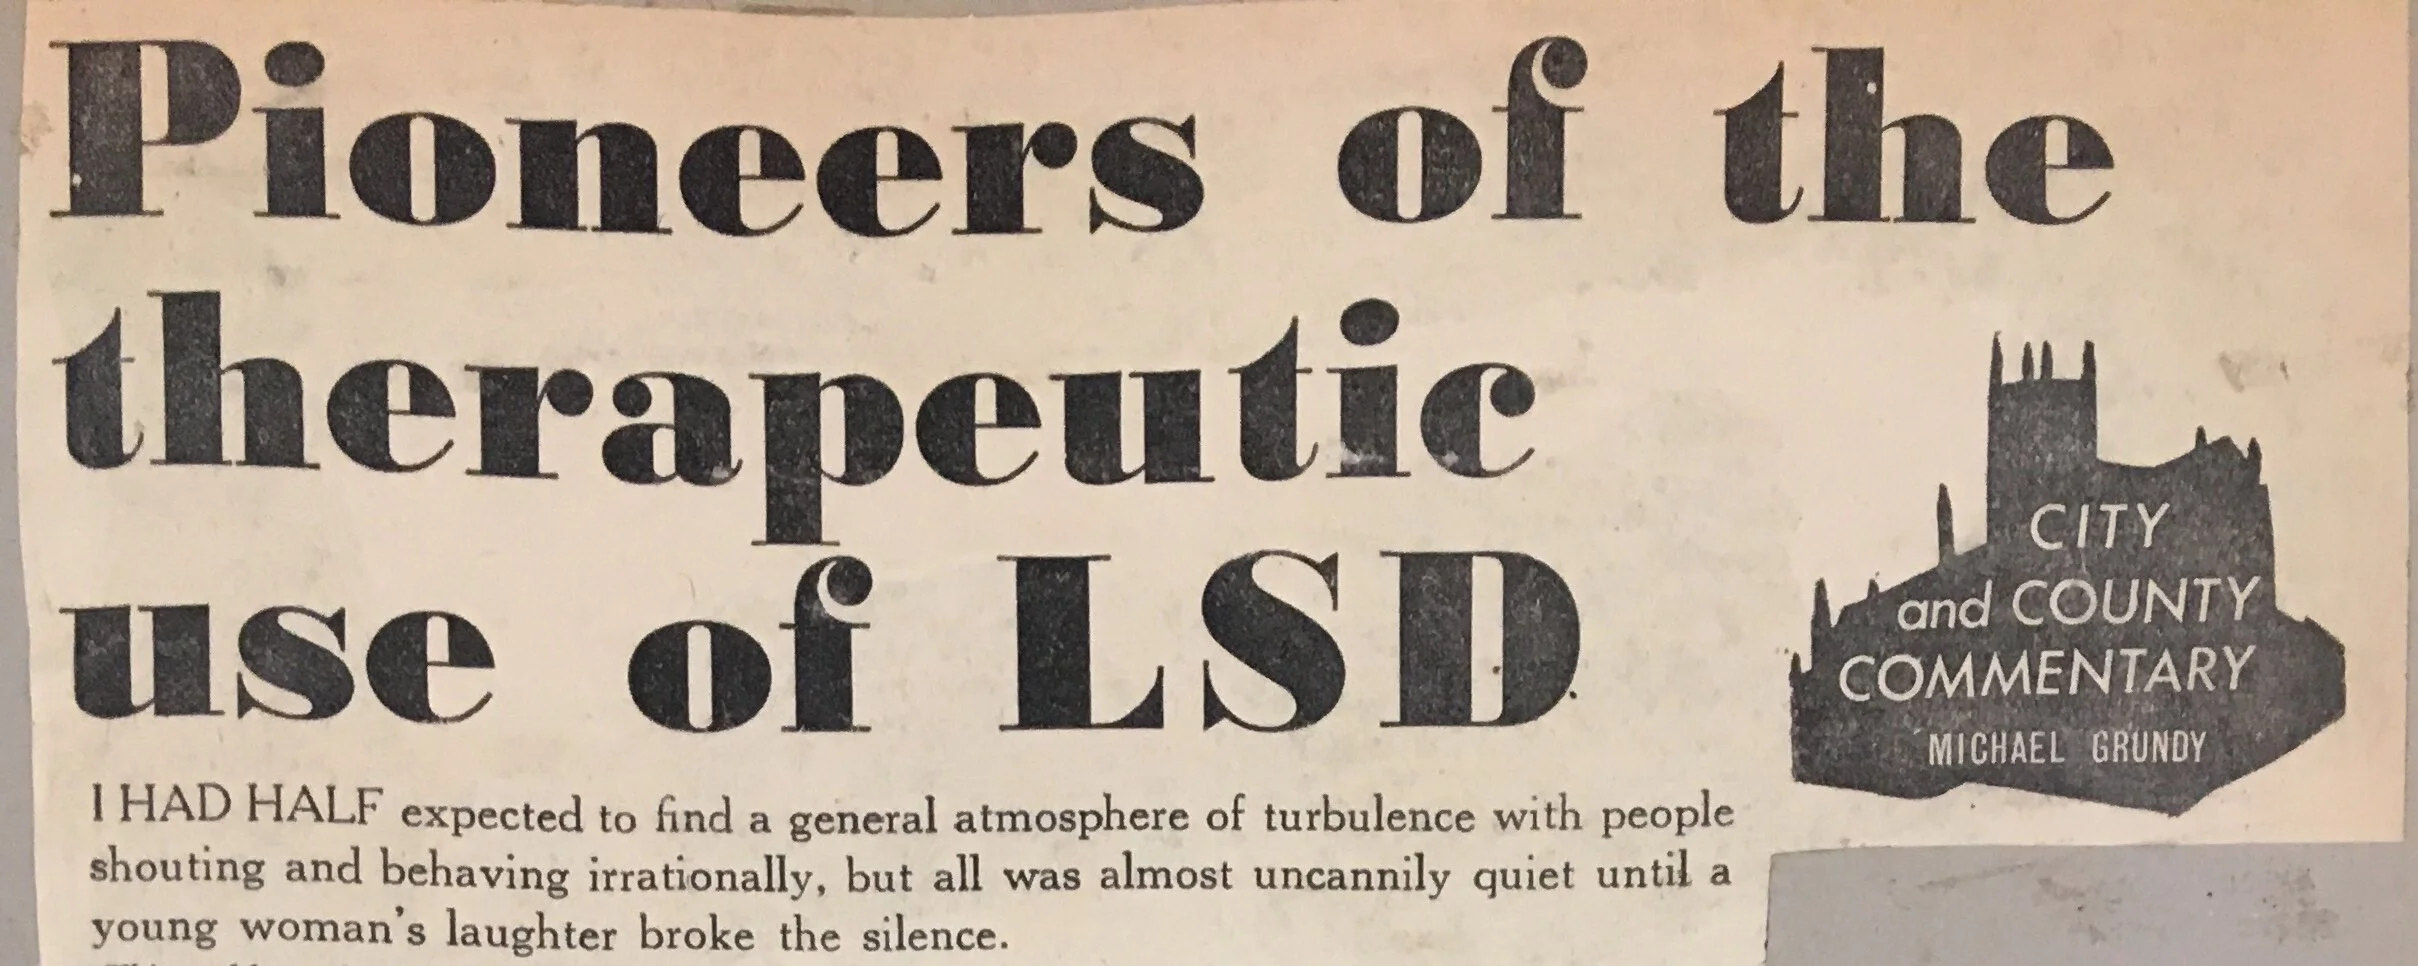 Pioneers of the
therapeutic
use of LSD
CITY
and COUNTY
COMMENTARY
MICHAEL GRUNDY
I HAD HALF expected to find a general atmosphere of turbulence with people
shouting and behaving irrationally, but all was almost uncannily quiet until a
young woman's laughter broke the silence.